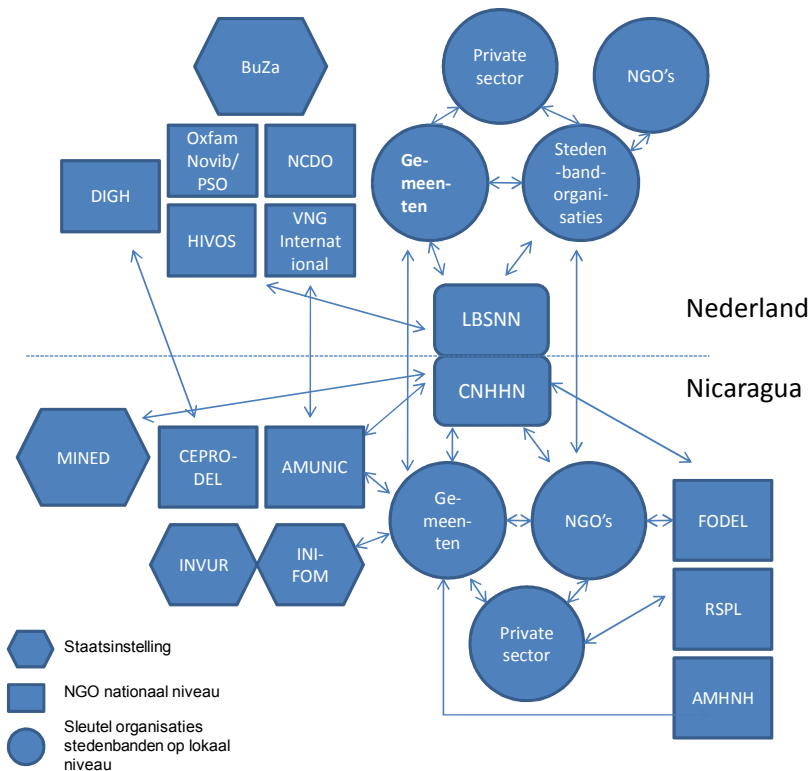 BuZa
Private
sector
NGO's
Oxfam
Novib/
PSO
NCDO
Ge-
meen-
ten
Steden
-band-
organi-
saties
DIGH
HIVOS
VNG
Internat
ional
LBSNN
Nederland
CNHHN
Nicaragua
MINED
CEPRO-
DEL
AMUNIC
Ge-
meen-
ten
NGO's
FODEL
INVUR
INI-
FOM
RSPL
Private
sector
AMHNH
Staatsinstelling
NGO nationaal niveau
Sleutel organisaties
stedenbanden op lokaal
niveau